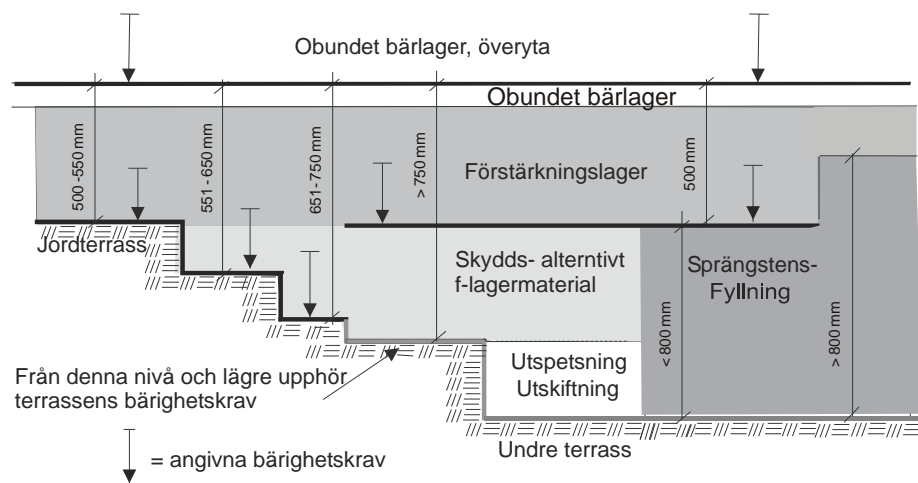 Obundet bärlager, överyta
Obundet bärlager
500 -550 mm
551 - 650 mm
651- 750 mm
> 750 mm
Förstärkningslager
500 mm
Jordterrass
Skydds- alterntivt
f-lagermaterial
Sprängstens-
Fyllning
< 800 mm
> 800 mm
Utspetsning
Utskiftning
Från denna nivå och lägre upphör
terrassens bärighetskrav
Undre terrass
= angivna bärighetskrav